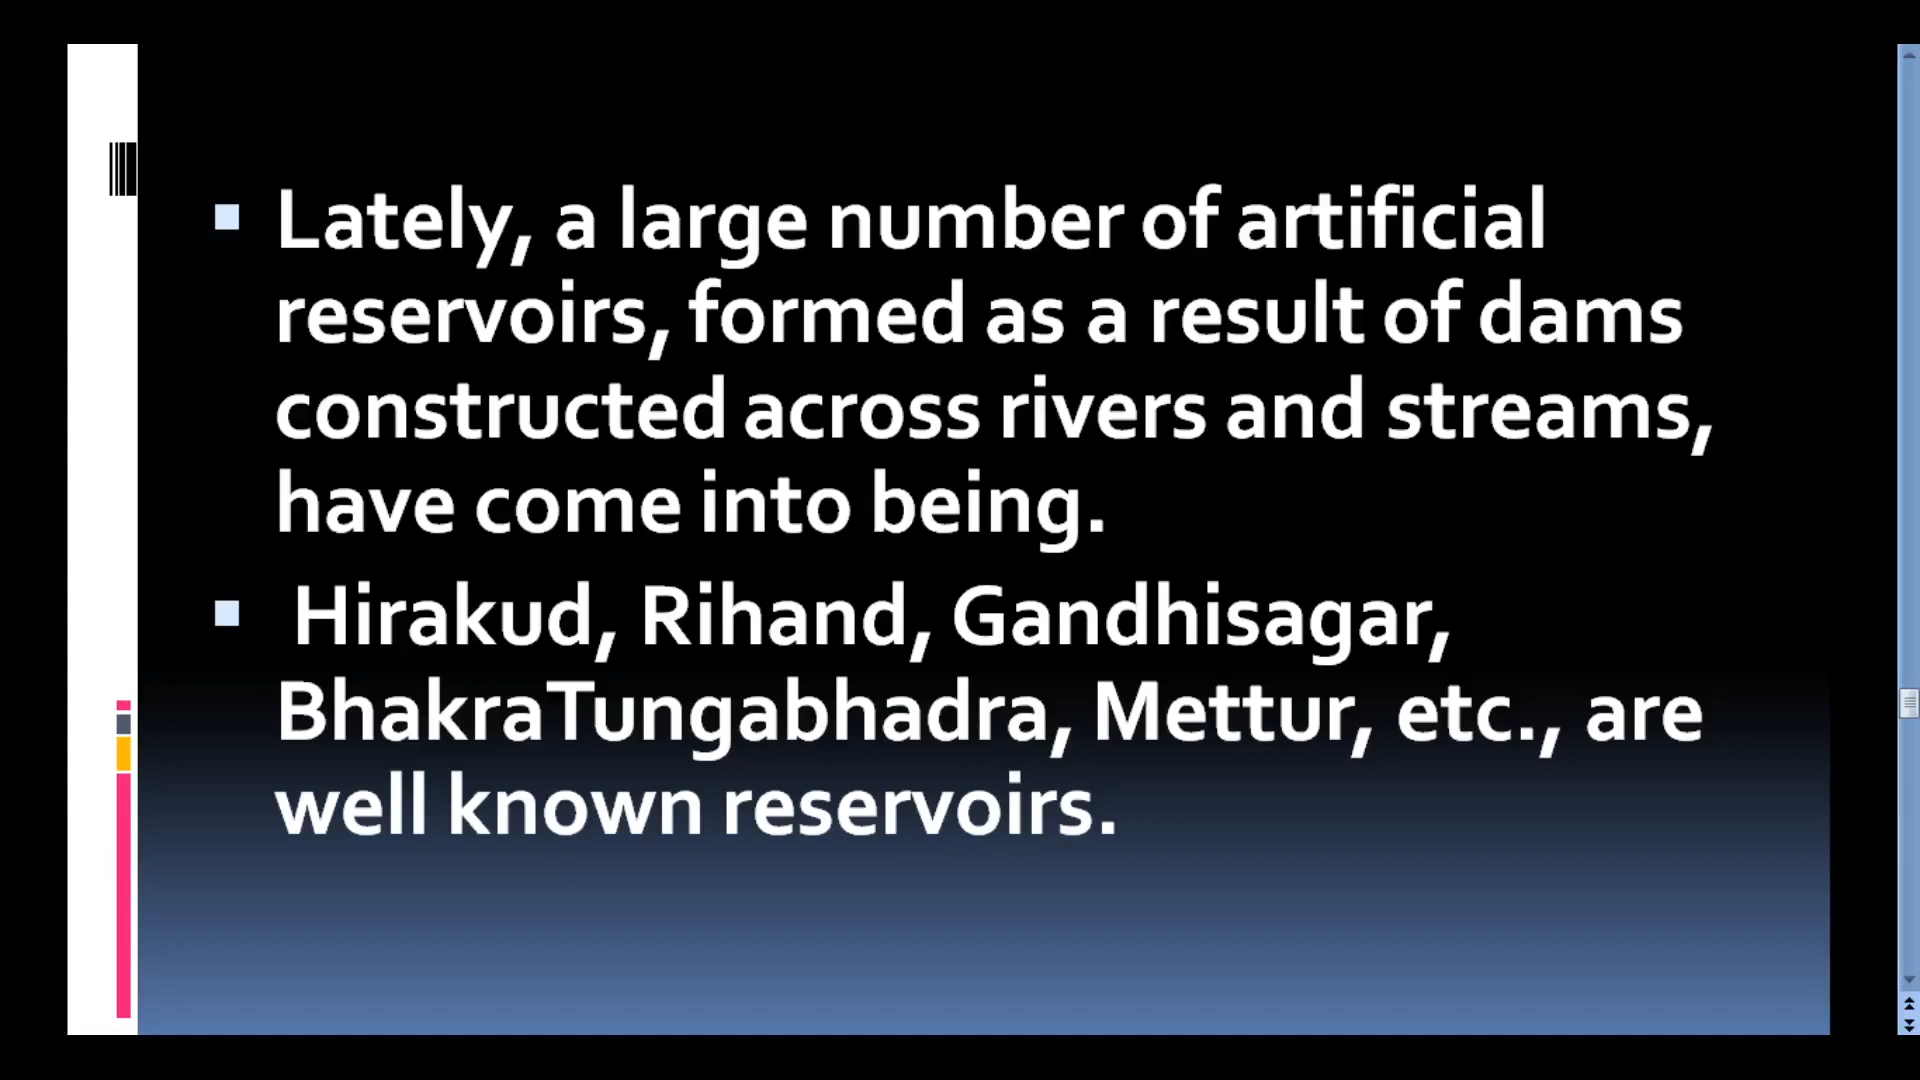 Lately, a large number of artificial
reservoirs, formed as a result of dams
constructed across rivers and streams,
have come into being.
Hirakud, Rihand, Gandhisagar,
BhakraTungabhadra, Mettur, etc., are
well known reservoirs.